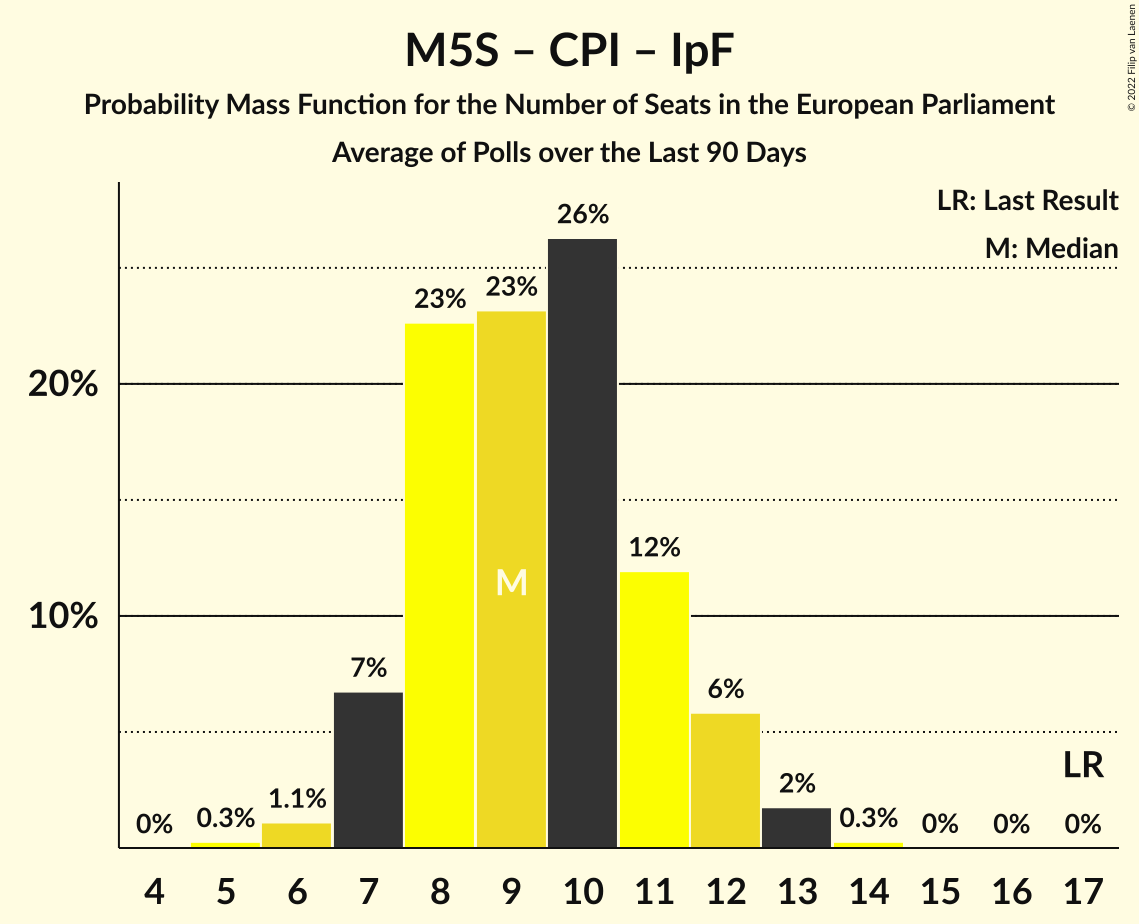 M5S – CPI – IpF
Probability Mass Function for the Number of Seats in the European Parliament
Average of Polls over the Last 90 Days
© 2022 Filip van Laenen
LR: Last Result
M: Median
20%
10%
0%
0.3%
1.1%
7%
23%
23%
26%
12%
6%
2%
0.3%
0%
0%
0%
M
LR
4 5 6 7 8 9 10 11 12 13 14 15 16 17